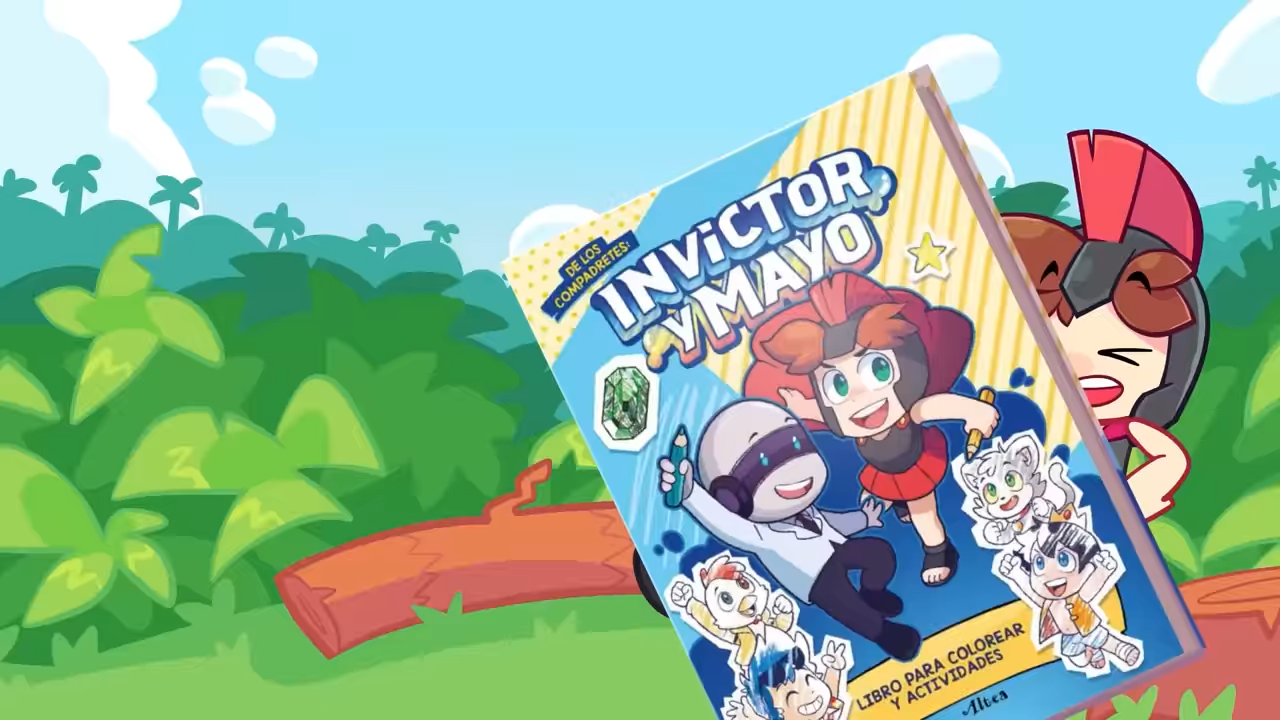 DE LOS
COMPADRETES:
INVICTOR
Y MAYO
LIBRO PARA COLOREAR
Y ACTIVIDADES
Altea